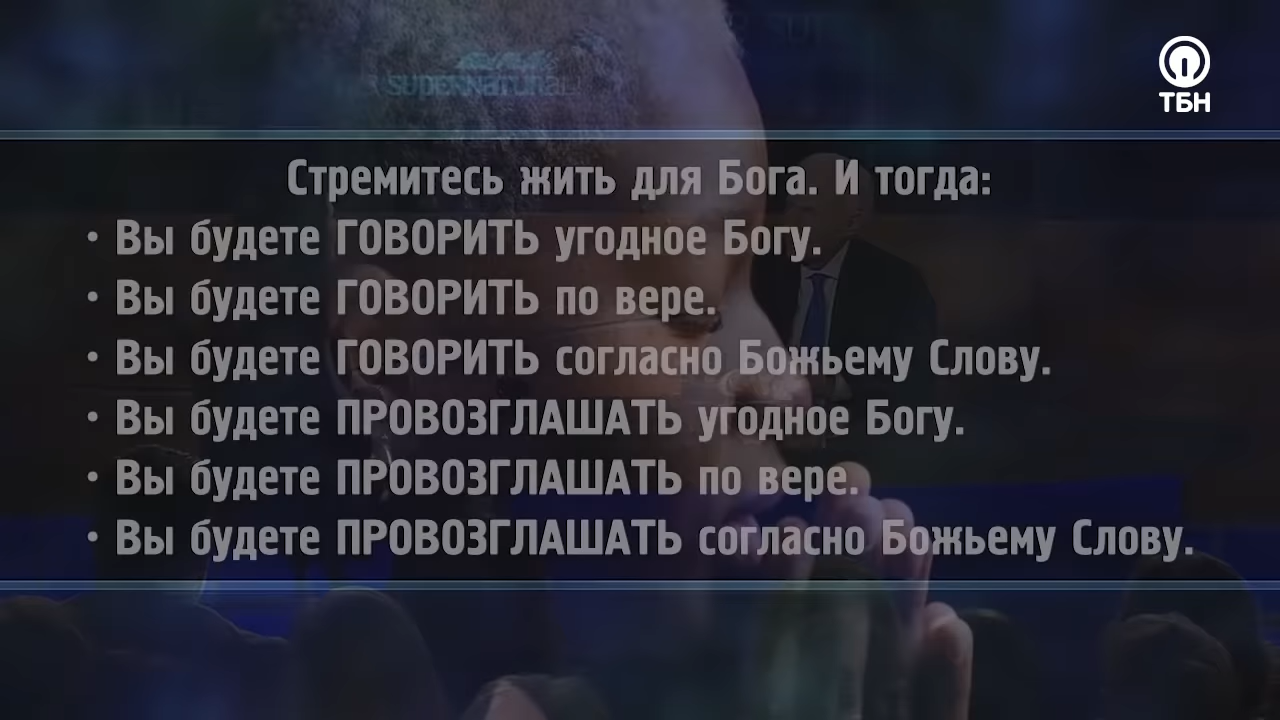 SUPERNATURAL!
ТБН
Стремитесь жить для Бога. И тогда:
• Вы будете ГОВОРИТЬ угодное Богу.
• Вы будете ГОВОРИТЬ по вере.
• Вы будете ГОВОРИТЬ согласно Божьему Слову.
• Вы будете ПРОВОЗГЛАШАТЬ угодное Богу.
• Вы будете ПРОВОЗГЛАШАТЬ по вере.
• Вы будете ПРОВОЗГЛАШАТЬ согласно Божьему Слову.